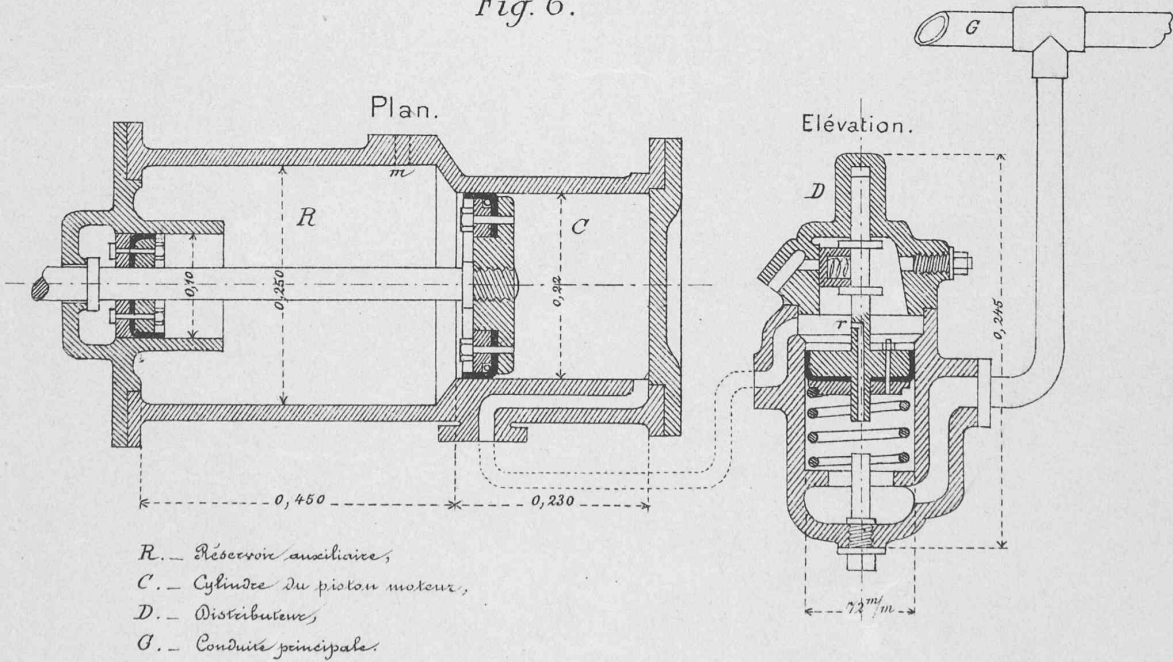 Fig. 6.
G
Plan.
Elévation.
m
D
R
C
0,10
0,250
0,22
r
0,245
0,450
0,230
72 m/m
R._ Réservoir auxiliaire,
C._ Cylindre du piston moteur,
D._ Distributeur,
G._ Conduite principale.